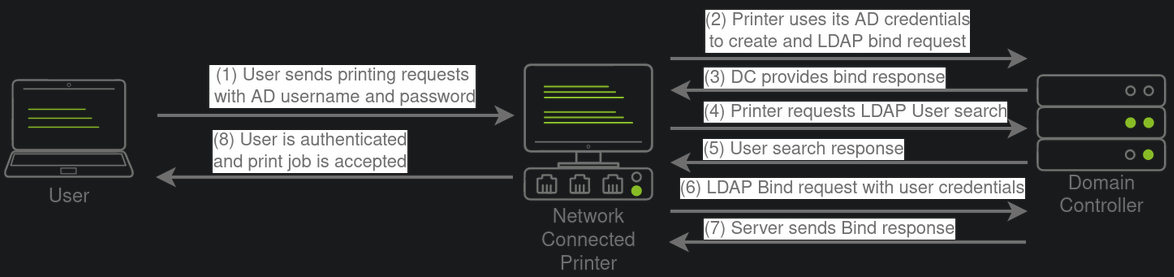 (1) User sends printing requests
with AD username and password
(8) User is authenticated
and print job is accepted
User
Network
Connected
Printer
(2) Printer uses its AD credentials
to create and LDAP bind request
(3) DC provides bind response
(4) Printer requests LDAP User search
(5) User search response
(6) LDAP Bind request with user credentials
(7) Server sends Bind response
Domain
Controller